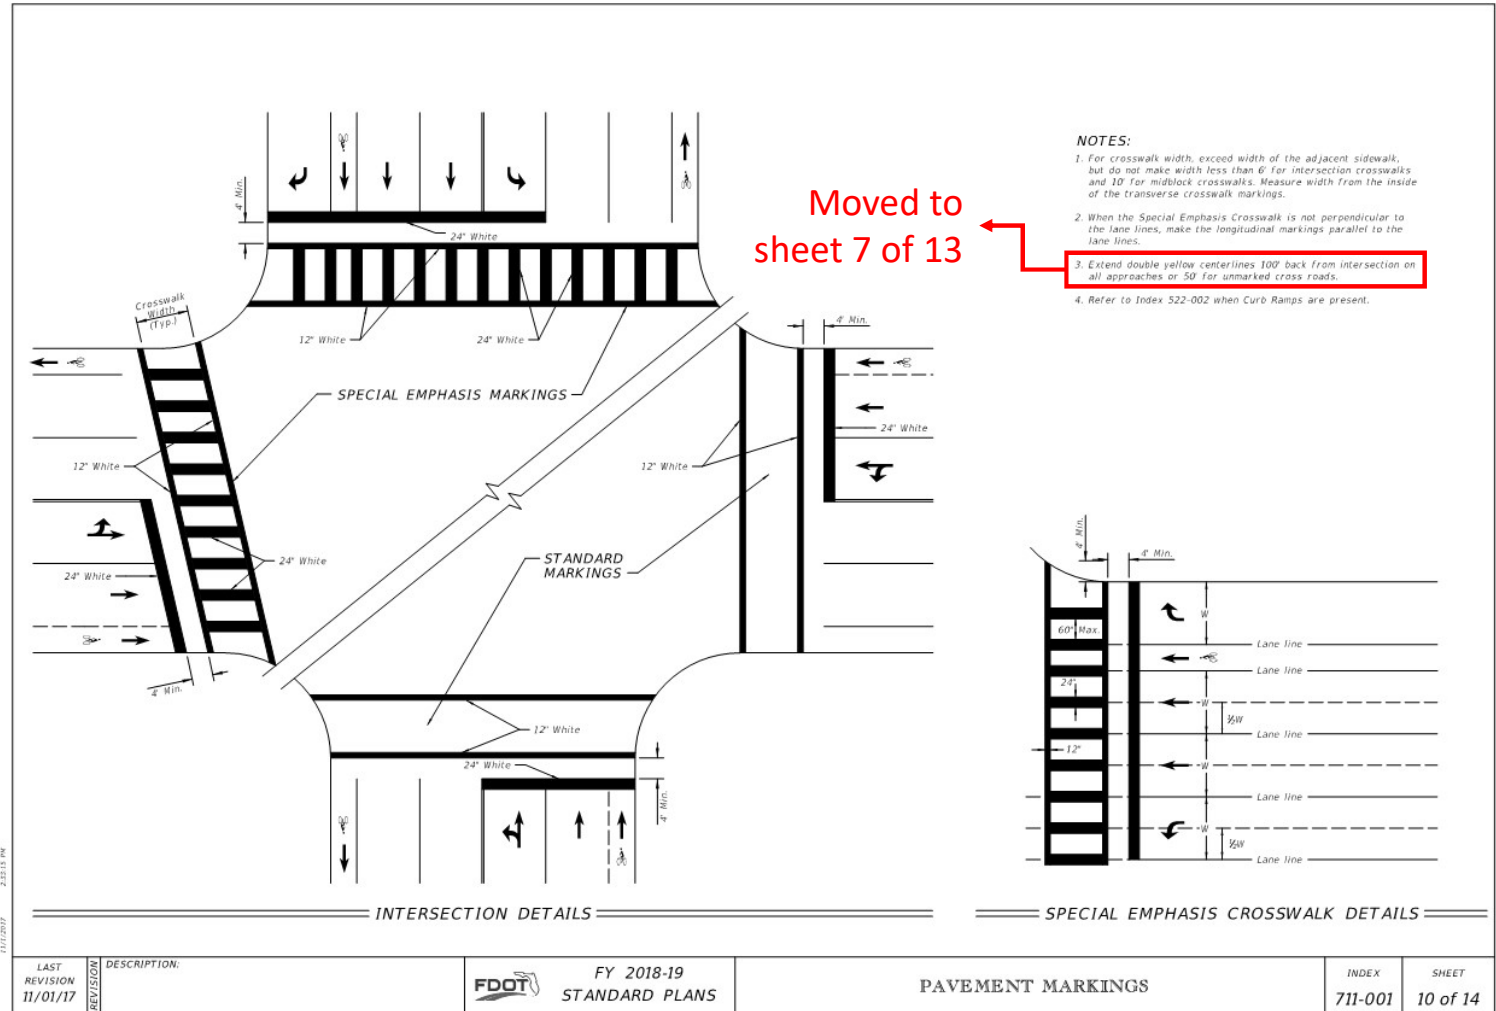 NOTES:
1. For crosswalk width, exceed width of the adjacent sidewalk,
but do not make width less than 6' for intersection crosswalks
and 10' for midblock crosswalks. Measure width from the inside
of the transverse crosswalk markings.
2. When the Special Emphasis Crosswalk is not perpendicular to
the lane lines, make the longitudinal markings parallel to the
lane lines.
3. Extend double yellow centerlines 100' back from intersection on
all approaches or 50' for unmarked cross roads.
4. Refer to Index 522-002 when Curb Ramps are present.
Moved to
sheet 7 of 13
4' Min.
24" White
Crosswalk
Width
(Typ.)
12" White
24" White
4' Min.
SPECIAL EMPHASIS MARKINGS
24" White
12" White
12" White
24" White
24" White
STANDARD
MARKINGS
4' Min.
12" White
24" White
4' Min.
4' Min.
4' Min.
60" Max.
24"
12"
W
Lane line
Lane line
W
½W
Lane line
W
Lane line
W
½W
Lane line
INTERSECTION DETAILS
SPECIAL EMPHASIS CROSSWALK DETAILS
11/1/2017 2:33:15 PM
LAST
REVISION
11/01/17
REVISION
DESCRIPTION:
FDOT
FY 2018-19
STANDARD PLANS
PAVEMENT MARKINGS
INDEX
711-001
SHEET
10 of 14